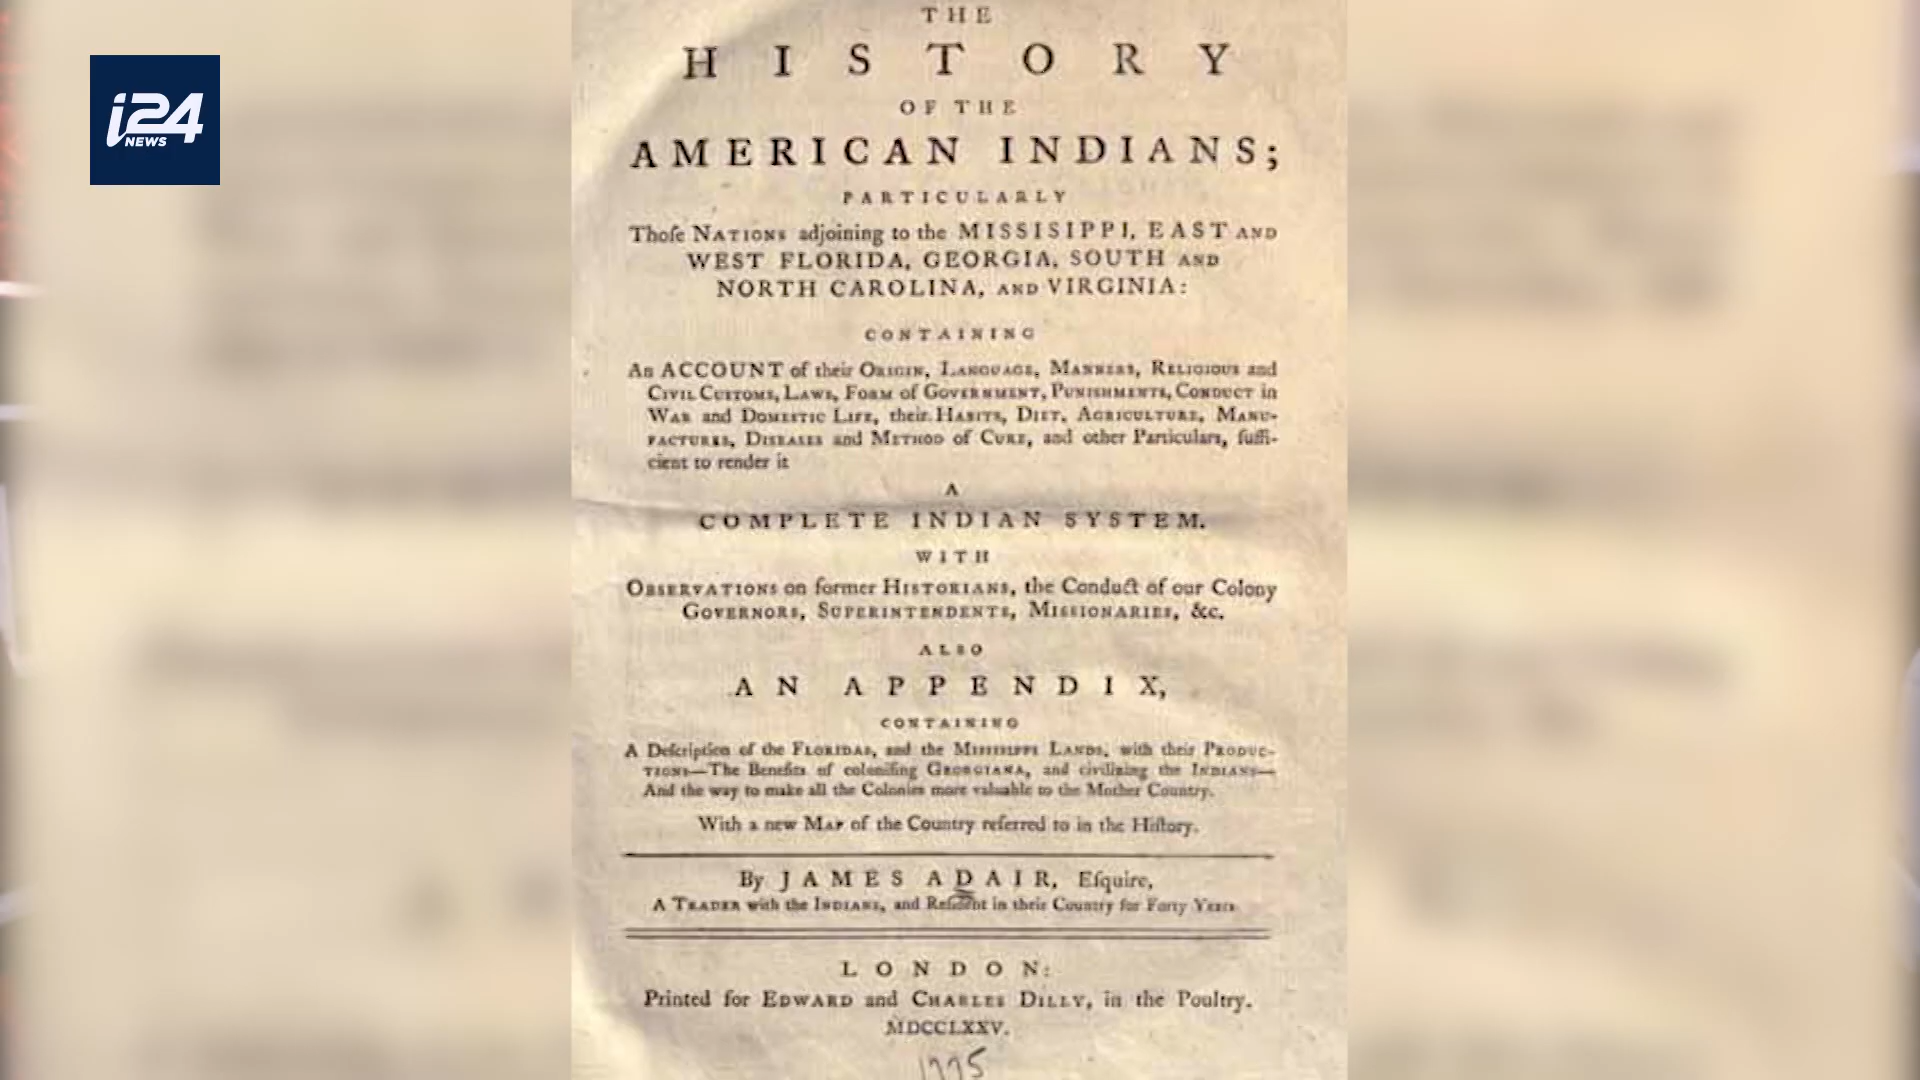 i24
NEWS
THE
HISTORY
OF THE
AMERICAN INDIANS;
PARTICULARLY
Thoſe NATIONS adjoining to the MISSISIPPI, EAST AND
WEST FLORIDA, GEORGIA, SOUTH AND
NORTH CAROLINA, AND VIRGINIA:
CONTAINING
An ACCOUNT of their ORIGIN, LANGUAGE, MANNERS, RELIGIOUS and
CIVIL CUSTOMS, LAWS, FORM of GOVERNMENT, PUNISHMENTS, CONDUCT in
WAR and DOMESTIC LIFE, their HABITS, DIET, AGRICULTURE, MANU-
FACTURES, DISEASES and METHOD of CURE, and other Particulars, ſuffi-
cient to render it
A
COMPLETE INDIAN SYSTEM.
WITH
OBSERVATIONS on former HISTORIANS, the Conduct of our Colony
GOVERNORS, SUPERINTENDENTS, MISSIONARIES, &c.
ALSO
AN APPENDIX,
CONTAINING
A Deſcription of the FLORIDAS, and the MISSISIPPI LANDS, with their PRODUC-
TIONS—The Benefits of coloniſing GEORGIANA, and civilizing the INDIANS—
And the way to make all the Colonies more valuable to the Mother Country.
With a new MAP of the Country referred to in the Hiſtory.
By JAMES ADAIR, Eſquire,
A TRADER with the INDIANS, and Reſident in their Country for Forty Years
LONDON:
Printed for EDWARD and CHARLES DILLY, in the Poultry.
MDCCLXXV.
1775